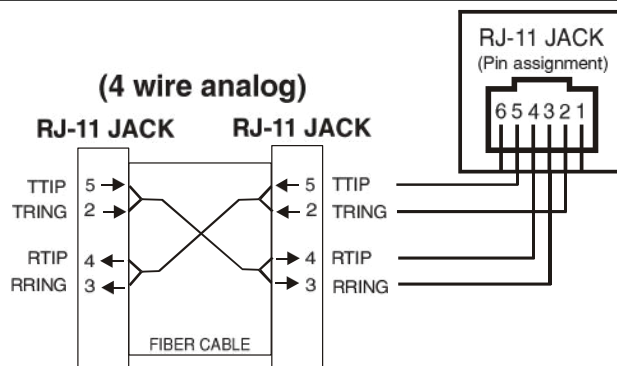 RJ-11 JACK
(Pin assignment)
6 5 4 3 2 1
(4 wire analog)
RJ-11 JACK RJ-11 JACK
TTIP 5 5 TTIP
TRING 2 2 TRING
RTIP 4 4 RTIP
RRING 3 3 RRING
FIBER CABLE